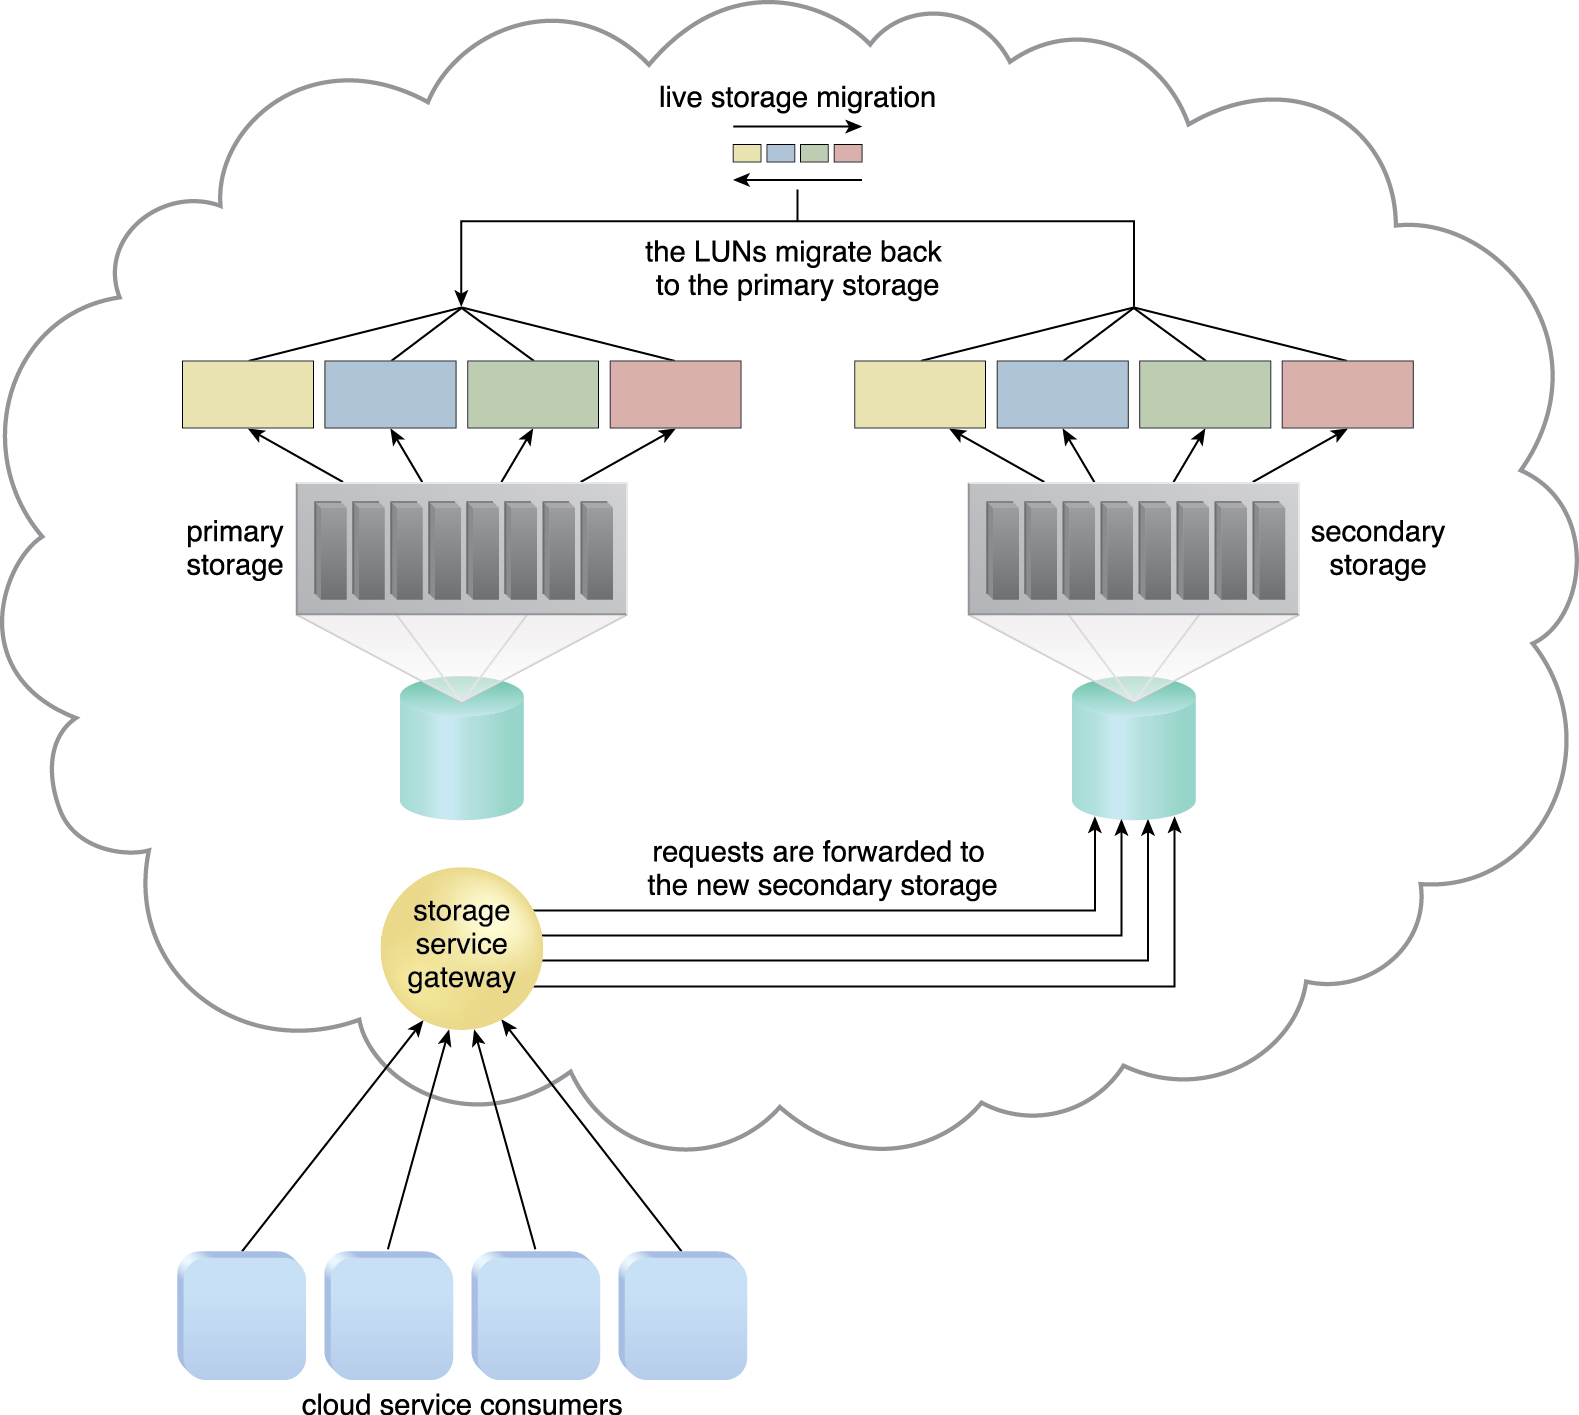 live storage migration
the LUNs migrate back
to the primary storage
primary
storage
secondary
storage
requests are forwarded to
the new secondary storage
storage
service
gateway
cloud service consumers